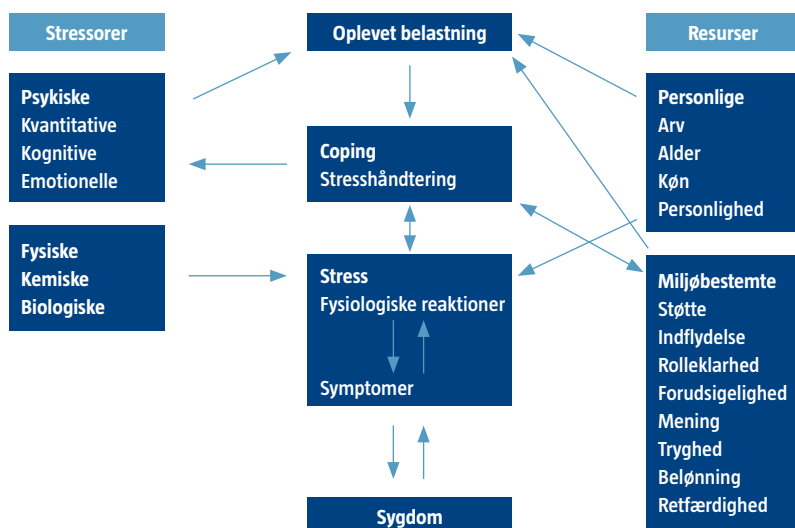 Stressorer
Psykiske
Kvantitative
Kognitive
Emotionelle
Fysiske
Kemiske
Biologiske
Oplevet belastning
Coping
Stresshåndtering
Stress
Fysiologiske reaktioner
Symptomer
Sygdom
Resurser
Personlige
Arv
Alder
Køn
Personlighed
Miljøbestemte
Støtte
Indflydelse
Rolleklarhed
Forudsigelighed
Mening
Tryghed
Belønning
Retfærdighed